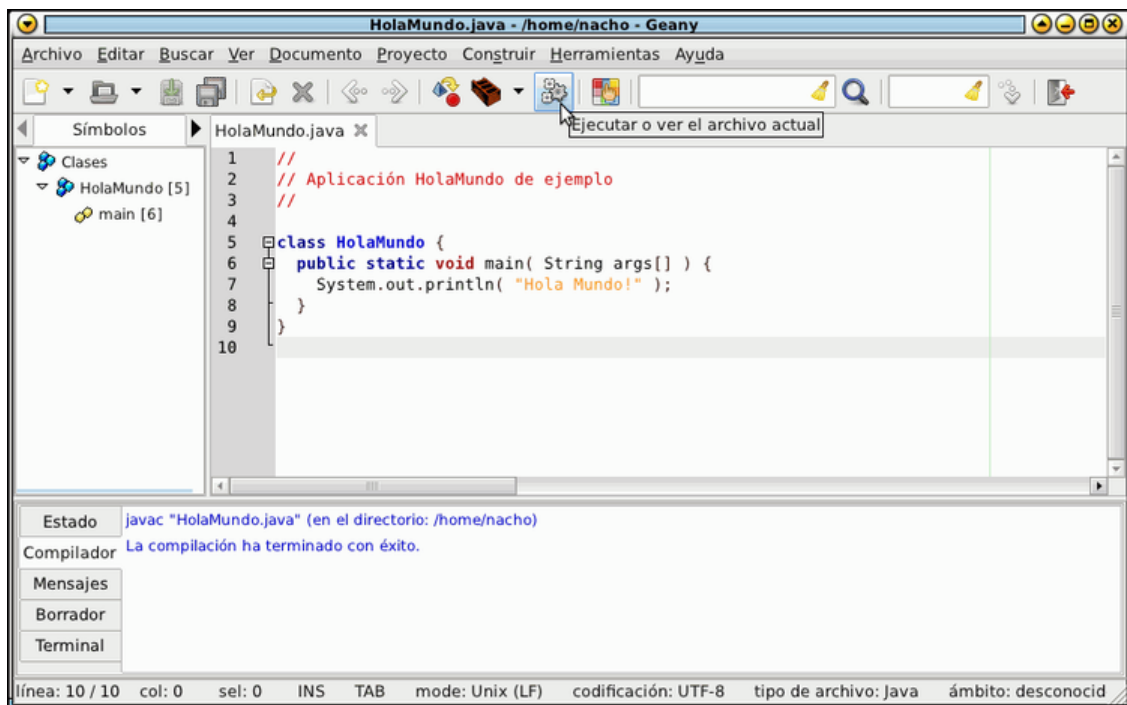 HolaMundo.java - /home/nacho - Geany
Archivo Editar Buscar Ver Documento Proyecto Construir Herramientas Ayuda
Ejecutar o ver el archivo actual
Símbolos
HolaMundo.java
Clases
HolaMundo [5]
main [6]
1 //
2 // Aplicación HolaMundo de ejemplo
3 //
4
5 class HolaMundo {
6 public static void main( String args[] ) {
7 System.out.println( "Hola Mundo!" );
8 }
9 }
10
Estado
Compilador
Mensajes
Borrador
Terminal
javac "HolaMundo.java" (en el directorio: /home/nacho)
La compilación ha terminado con éxito.
línea: 10 / 10 col: 0 sel: 0 INS TAB mode: Unix (LF) codificación: UTF-8 tipo de archivo: Java ámbito: desconocid